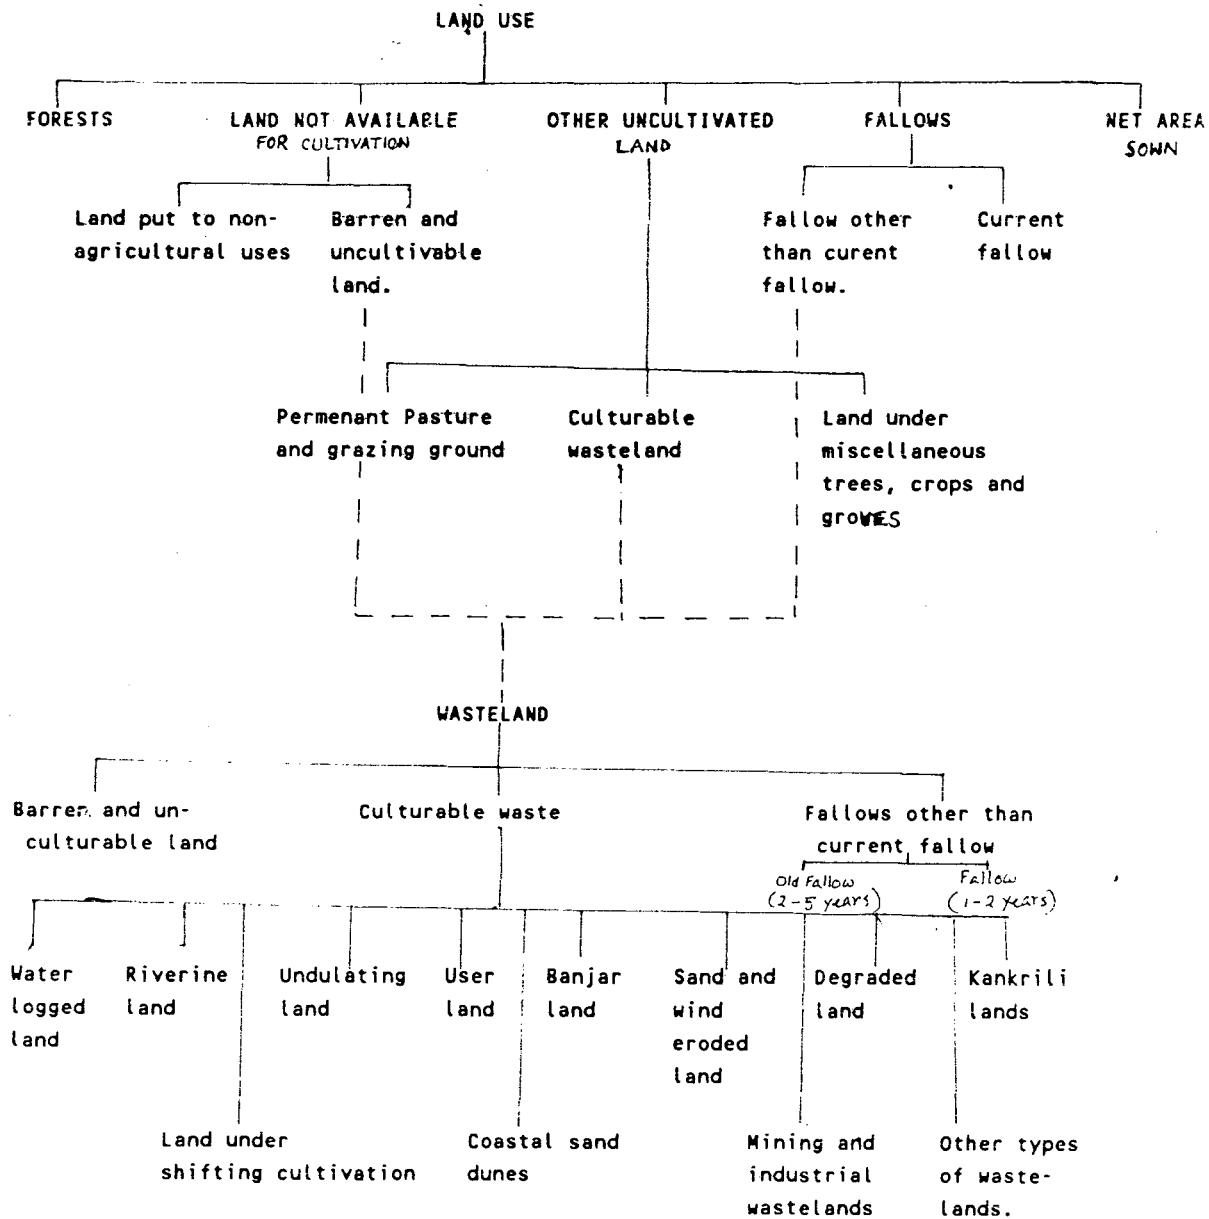 LAND USE
FORESTS
LAND NOT AVAILABLE
FOR CULTIVATION
OTHER UNCULTIVATED
LAND
FALLOWS
NET AREA
SOWN
Land put to non-
agricultural uses
Barren and
uncultivable
land.
Fallow other
than curent
fallow.
Current
fallow
Permenant Pasture
and grazing ground
Culturable
wasteland
Land under
miscellaneous
trees, crops and
WASTELAND
Barren and un-
culturable land
Culturable waste
Fallows other than
current fallow
Old Fallow
(2-5 years)
Fallow
(1-2 years)
Water
logged
land
Riverine
land
Undulating
land
User
land
Banjar
land
Sand and
wind
eroded
land
Degraded
land
Kankrili
lands
Land under
shifting cultivation
Coastal sand
dunes
Mining and
industrial
wastelands
Other types
of waste-
lands.